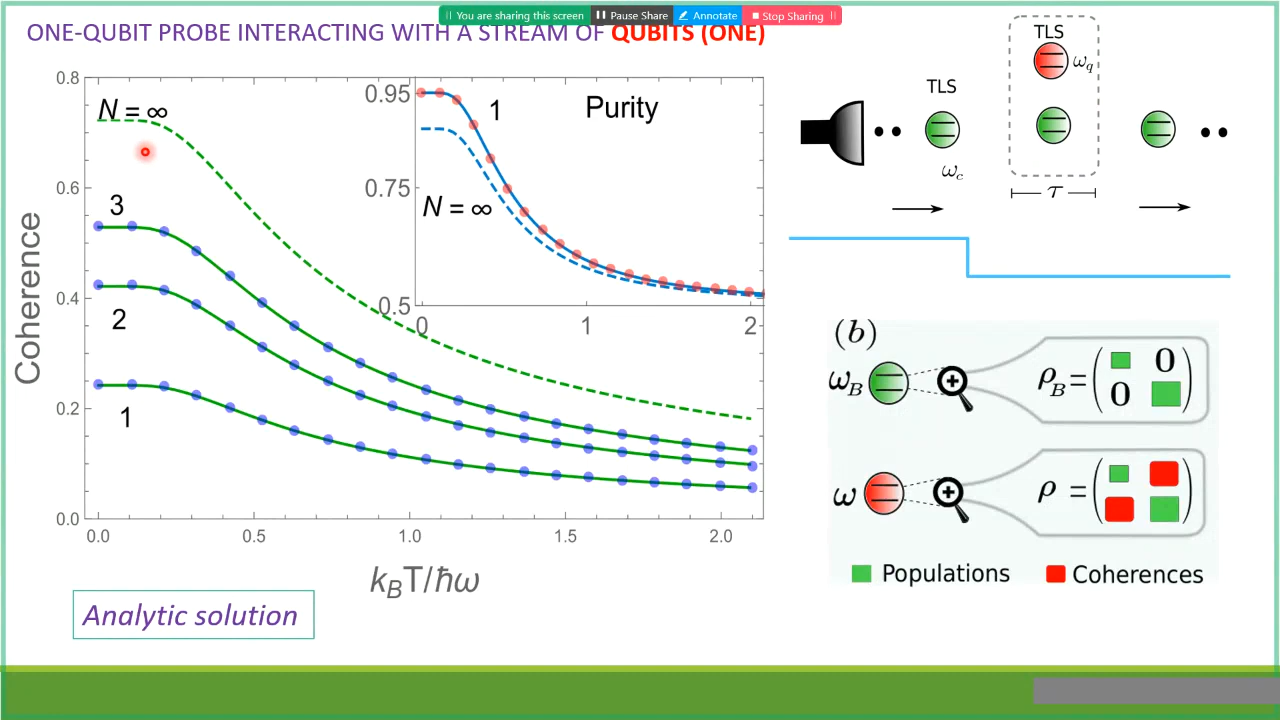 You are sharing this screen
Pause Share
Annotate
Stop Sharing
ONE-QUBIT PROBE INTERACTING WITH A STREAM OF QUBITS (ONE)
0.8
0.6
0.4
0.2
0.0
Coherence
N = ∞
3
2
1
0.0
0.5
1.0
1.5
2.0
k_BT/ħω
0.95
0.75
0.5
1
Purity
N = ∞
0
1
2
TLS
ω_q
TLS
ω_c
τ
(b)
ω_B
ρ_B = ( 0
0 )
ω
ρ = ( )
Populations
Coherences
Analytic solution